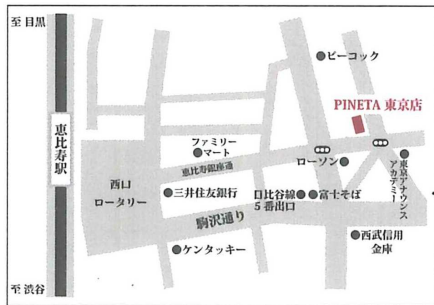 至 目黒
恵比寿駅
至 渋谷
西口
ロータリー
ピーコック
PINETA 東京店
ファミリー
マート
恵比寿銀座通
ローソン
三井住友銀行
日比谷線
5番出口
富士そば
東京アナウンス
アカデミー
駒沢通り
ケンタッキー
西武信用
金庫